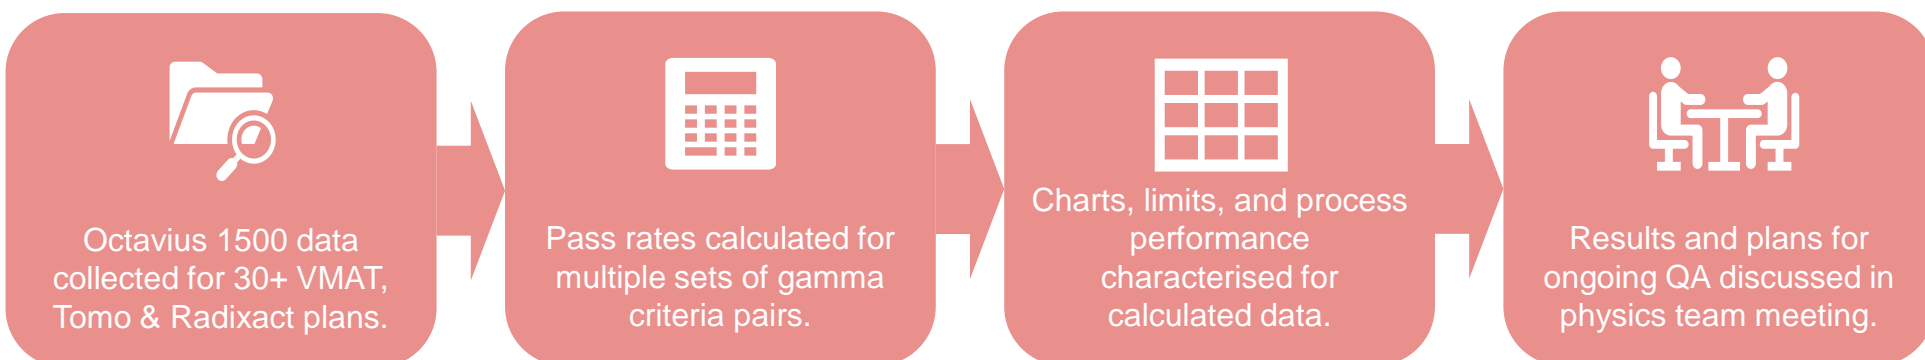 Octavius 1500 data
collected for 30+ VMAT,
Tomo & Radixact plans.
Pass rates calculated for
multiple sets of gamma
criteria pairs.
Charts, limits, and process
performance
characterised for
calculated data.
Results and plans for
ongoing QA discussed in
physics team meeting.